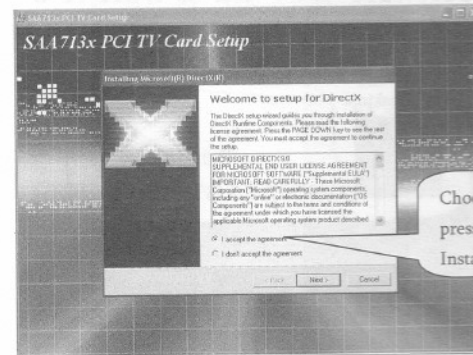 SAA713x PCI TV Card Setup
SAA713x PCI TV Card Setup
Installing Microsoft(R) DirectX(R)
Welcome to setup for DirectX
The DirectX setup wizard guides you through installation of
DirectX Runtime Components. Please read the following
license agreement. Press the PAGE DOWN key to see the rest
of the agreement. You must accept the agreement to continue
the setup.
MICROSOFT DIRECTX 9.0
SUPPLEMENTAL END USER LICENSE AGREEMENT
FOR MICROSOFT SOFTWARE ("Supplemental EULA")
IMPORTANT: READ CAREFULLY - These Microsoft
Corporation ("Microsoft") operating system components,
including any "online" or electronic documentation ("OS
Components") are subject to the terms and conditions of
the agreement under which you have licensed the
applicable Microsoft operating system product described
I accept the agreement
I don't accept the agreement
< Back Next > Cancel
Choo
press
Insta